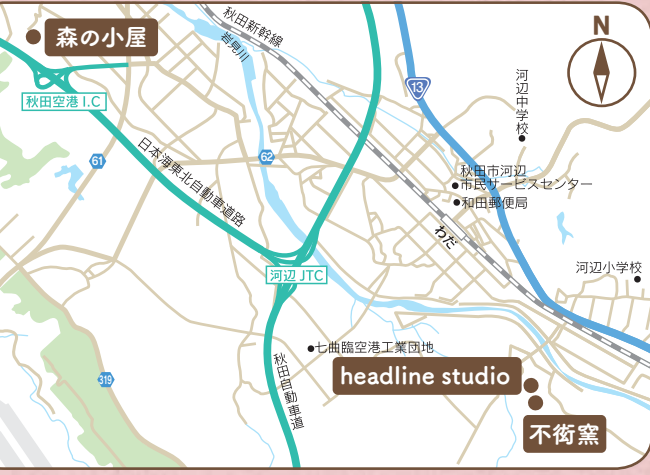 森の小屋
秋田新幹線
岩見川
N
13
河辺中学校
秋田空港 I.C
日本海東北自動車道路
61
62
秋田市河辺
市民サービスセンター
和田郵便局
わだ
河辺小学校
河辺 JTC
七曲臨空港工業団地
headline studio
秋田自動車道
319
不衒窯